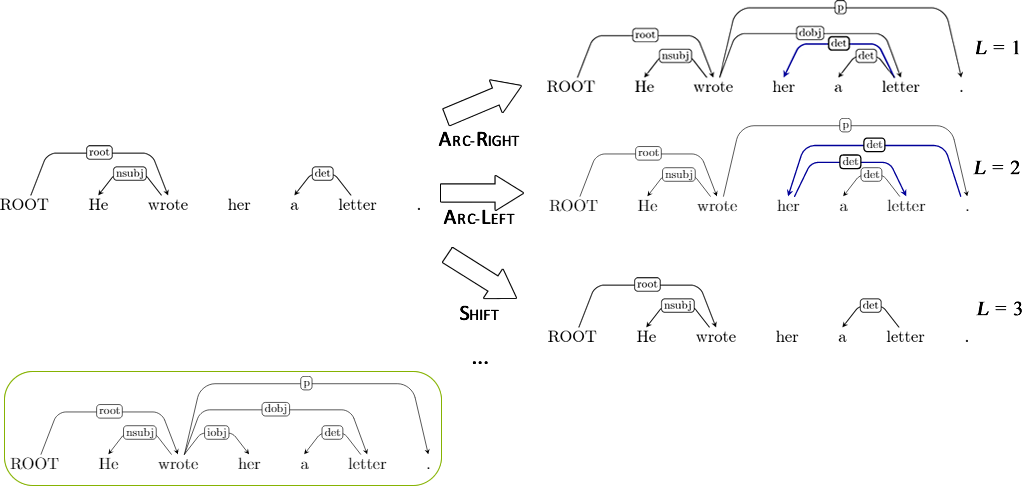 p
dobj
root
det
nsubj
det
ROOT He wrote her a letter .
L = 1
ARC-RIGHT
root
nsubj
det
ROOT He wrote her a letter .
ARC-LEFT
p
det
root
det
nsubj
det
ROOT He wrote her a letter .
L = 2
SHIFT
root
nsubj
det
ROOT He wrote her a letter .
L = 3
...
p
root
dobj
nsubj
iobj
det
ROOT He wrote her a letter .